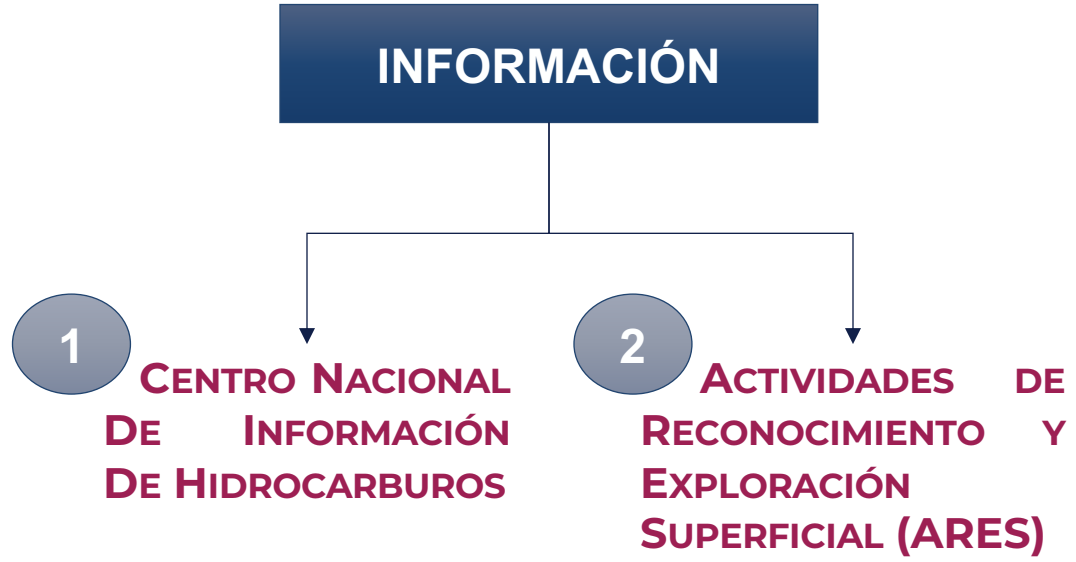 INFORMACIÓN
1
CENTRO NACIONAL
DE INFORMACIÓN
DE HIDROCARBUROS
2
ACTIVIDADES DE
RECONOCIMIENTO Y
EXPLORACIÓN
SUPERFICIAL (ARES)